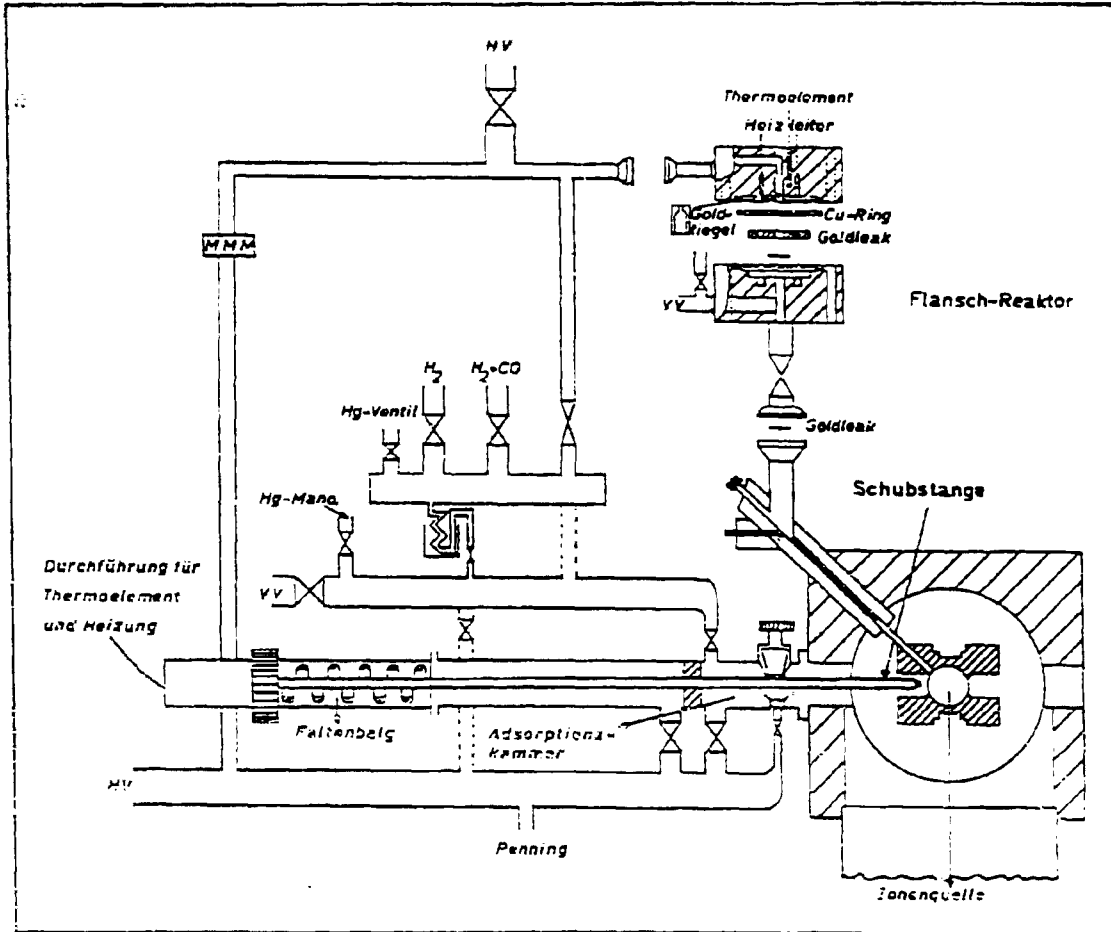 HV
Thermoelement
Heizleiter
Gold-
tiegel
Cu-Ring
Goldleak
M M M
VV
Flansch-Reaktor
H2
H2+CO
Hg-Ventil
Goldleak
Schubstange
Hg-Mano.
Durchführung für
Thermoelement
und Heizung
VV
Faltenbalg
Adsorptions-
kammer
HV
Penning
Ionenquelle